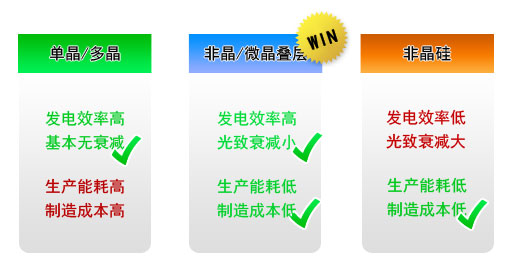 单晶/多晶
发电效率高
基本无衰减
生产能耗高
制造成本高
非晶/微晶叠层
WIN
发电效率高
光致衰减小
生产能耗低
制造成本低
非晶硅
发电效率低
光致衰减大
生产能耗低
制造成本低